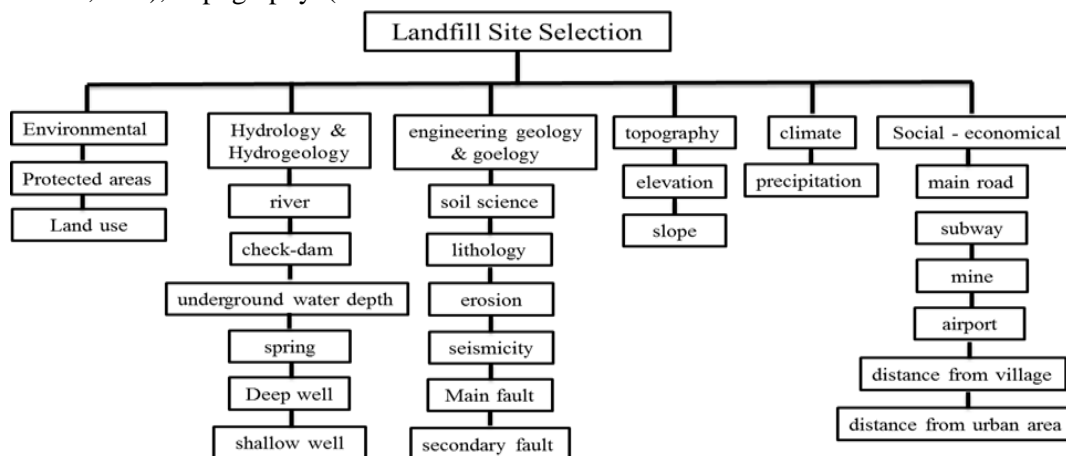 Landfill Site Selection
Environmental
Protected areas
Land use
Hydrology &
Hydrogeology
river
check-dam
underground water depth
spring
Deep well
shallow well
engineering geology
& goelogy
soil science
lithology
erosion
seismicity
Main fault
secondary fault
topography
elevation
slope
climate
precipitation
Social - economical
main road
subway
mine
airport
distance from village
distance from urban area